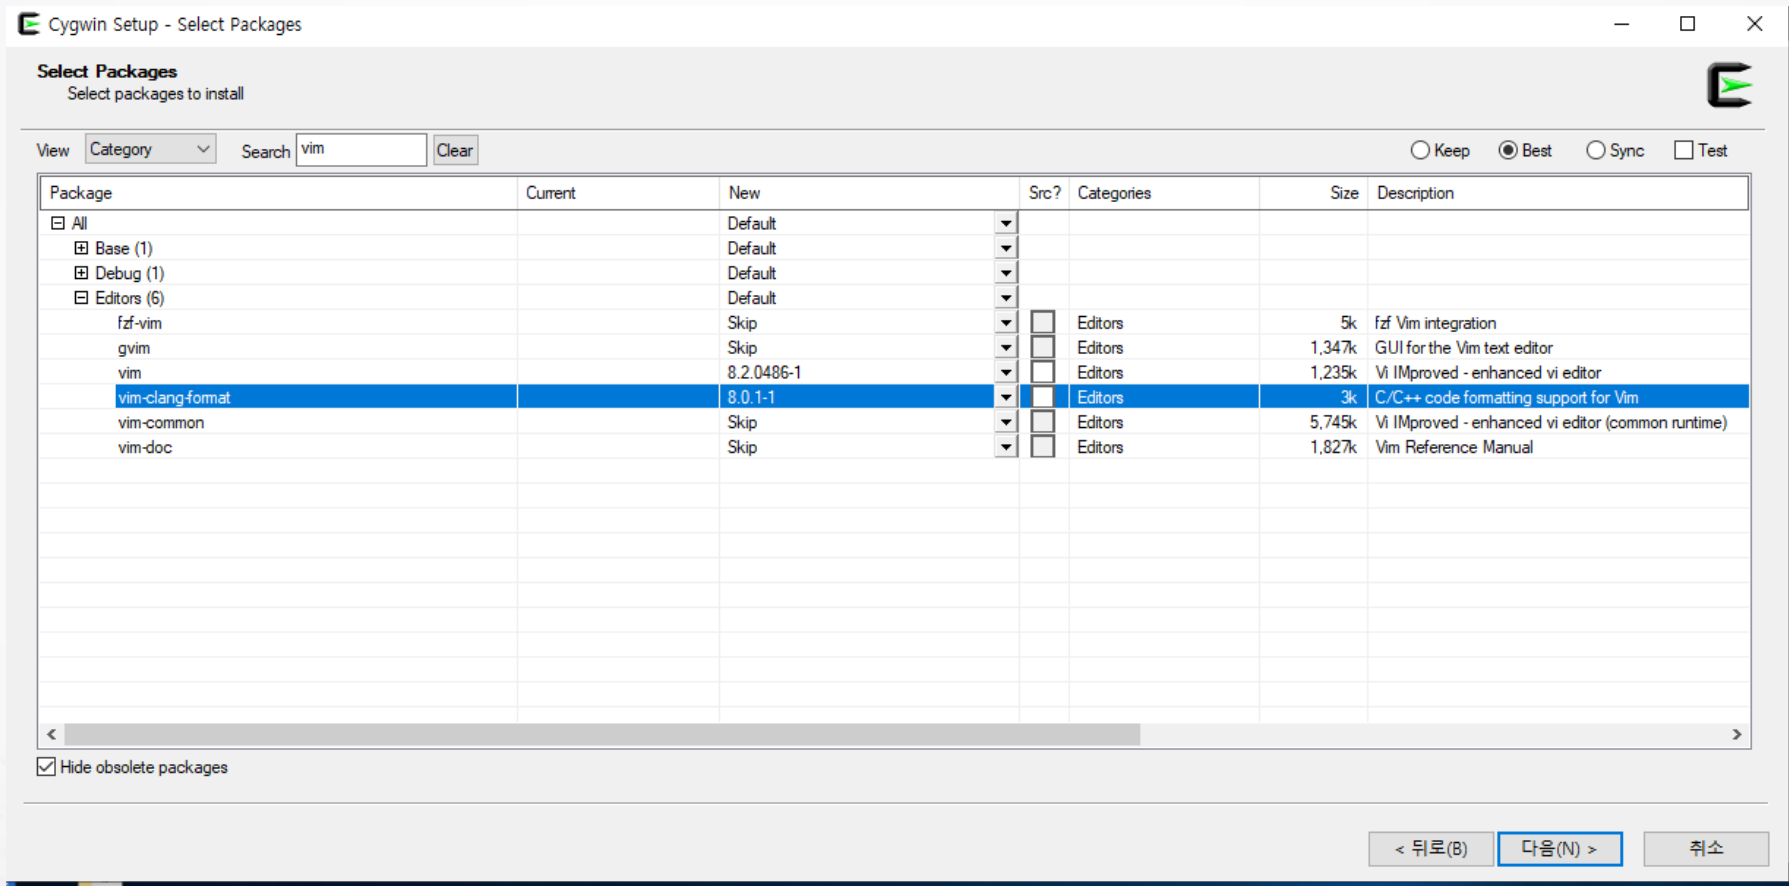 Cygwin Setup - Select Packages
Select Packages
Select packages to install
View Category Search vim Clear Keep Best Sync Test
Package Current New Src? Categories Size Description
All Default
Base (1) Default
Debug (1) Default
Editors (6) Default
fzf-vim Skip Editors 5k fzf Vim integration
gvim Skip Editors 1,347k GUI for the Vim text editor
vim 8.2.0486-1 Editors 1,235k Vi IMproved - enhanced vi editor
vim-clang-format 8.0.1-1 Editors 3k C/C++ code formatting support for Vim
vim-common Skip Editors 5,745k Vi IMproved - enhanced vi editor (common runtime)
vim-doc Skip Editors 1,827k Vim Reference Manual
Hide obsolete packages
< 뒤로(B) 다음(N) > 취소